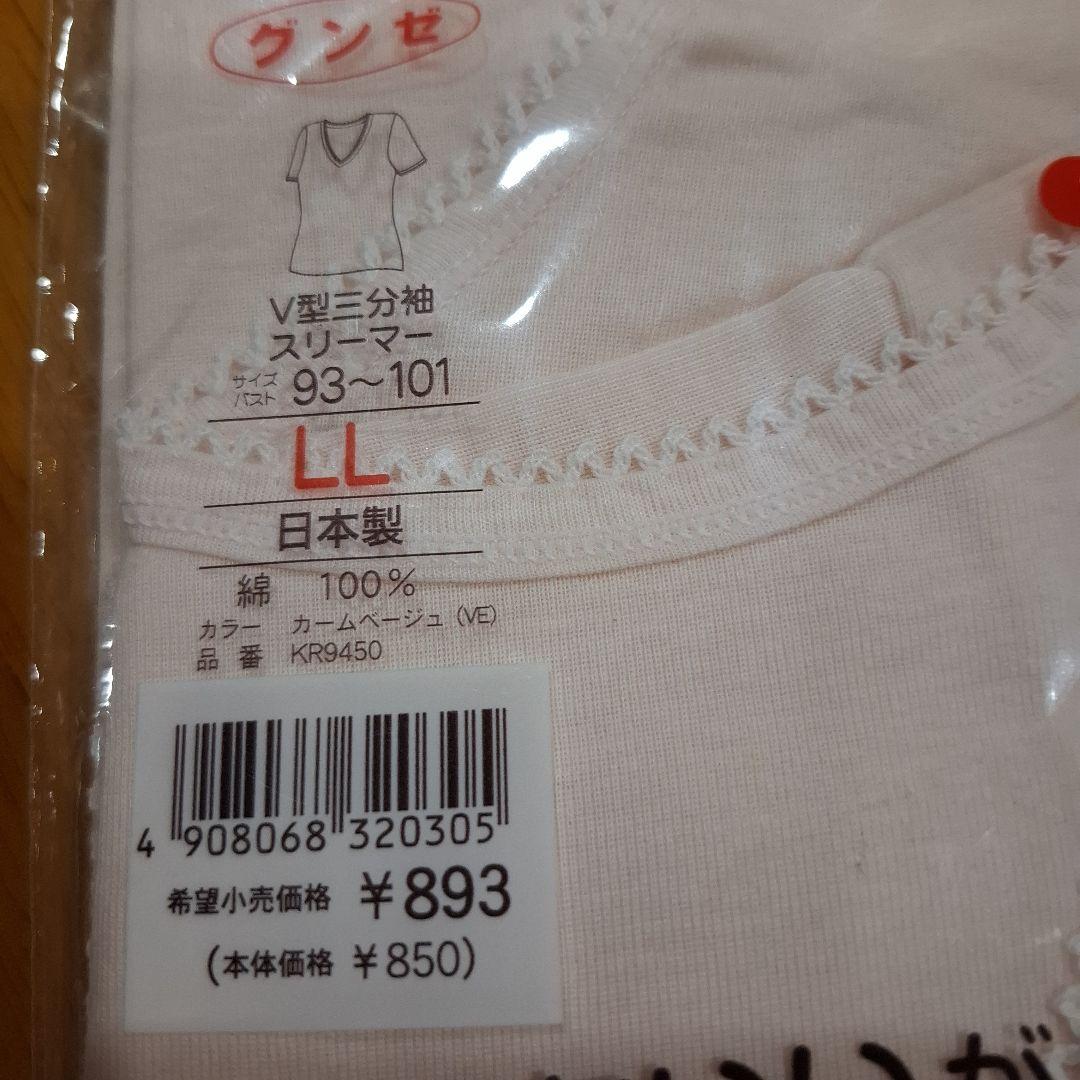 グンゼ
V型三分袖
スリーマー
サイズ
バスト 93〜101
LL
日本製
綿 100%
カラー カームベージュ(VE)
品番 KR9450
4 908068 320305
希望小売価格 ¥893
(本体価格 ¥850)